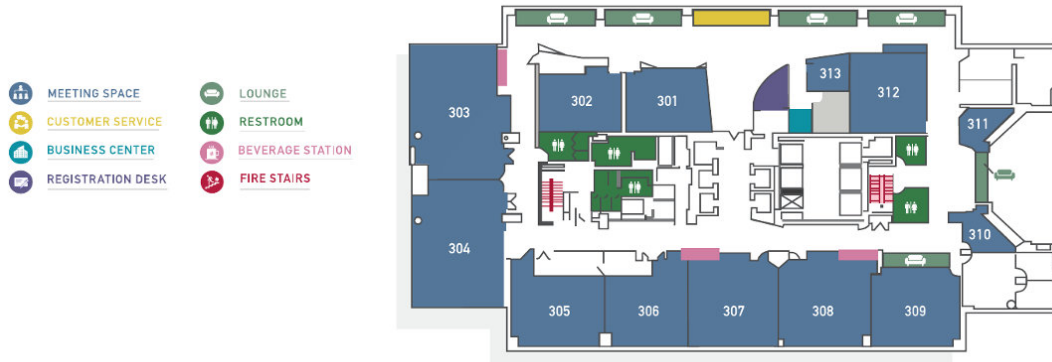 MEETING SPACE
LOUNGE
CUSTOMER SERVICE
RESTROOM
BUSINESS CENTER
BEVERAGE STATION
REGISTRATION DESK
FIRE STAIRS
303
302
301
313
312
311
304
310
305
306
307
308
309